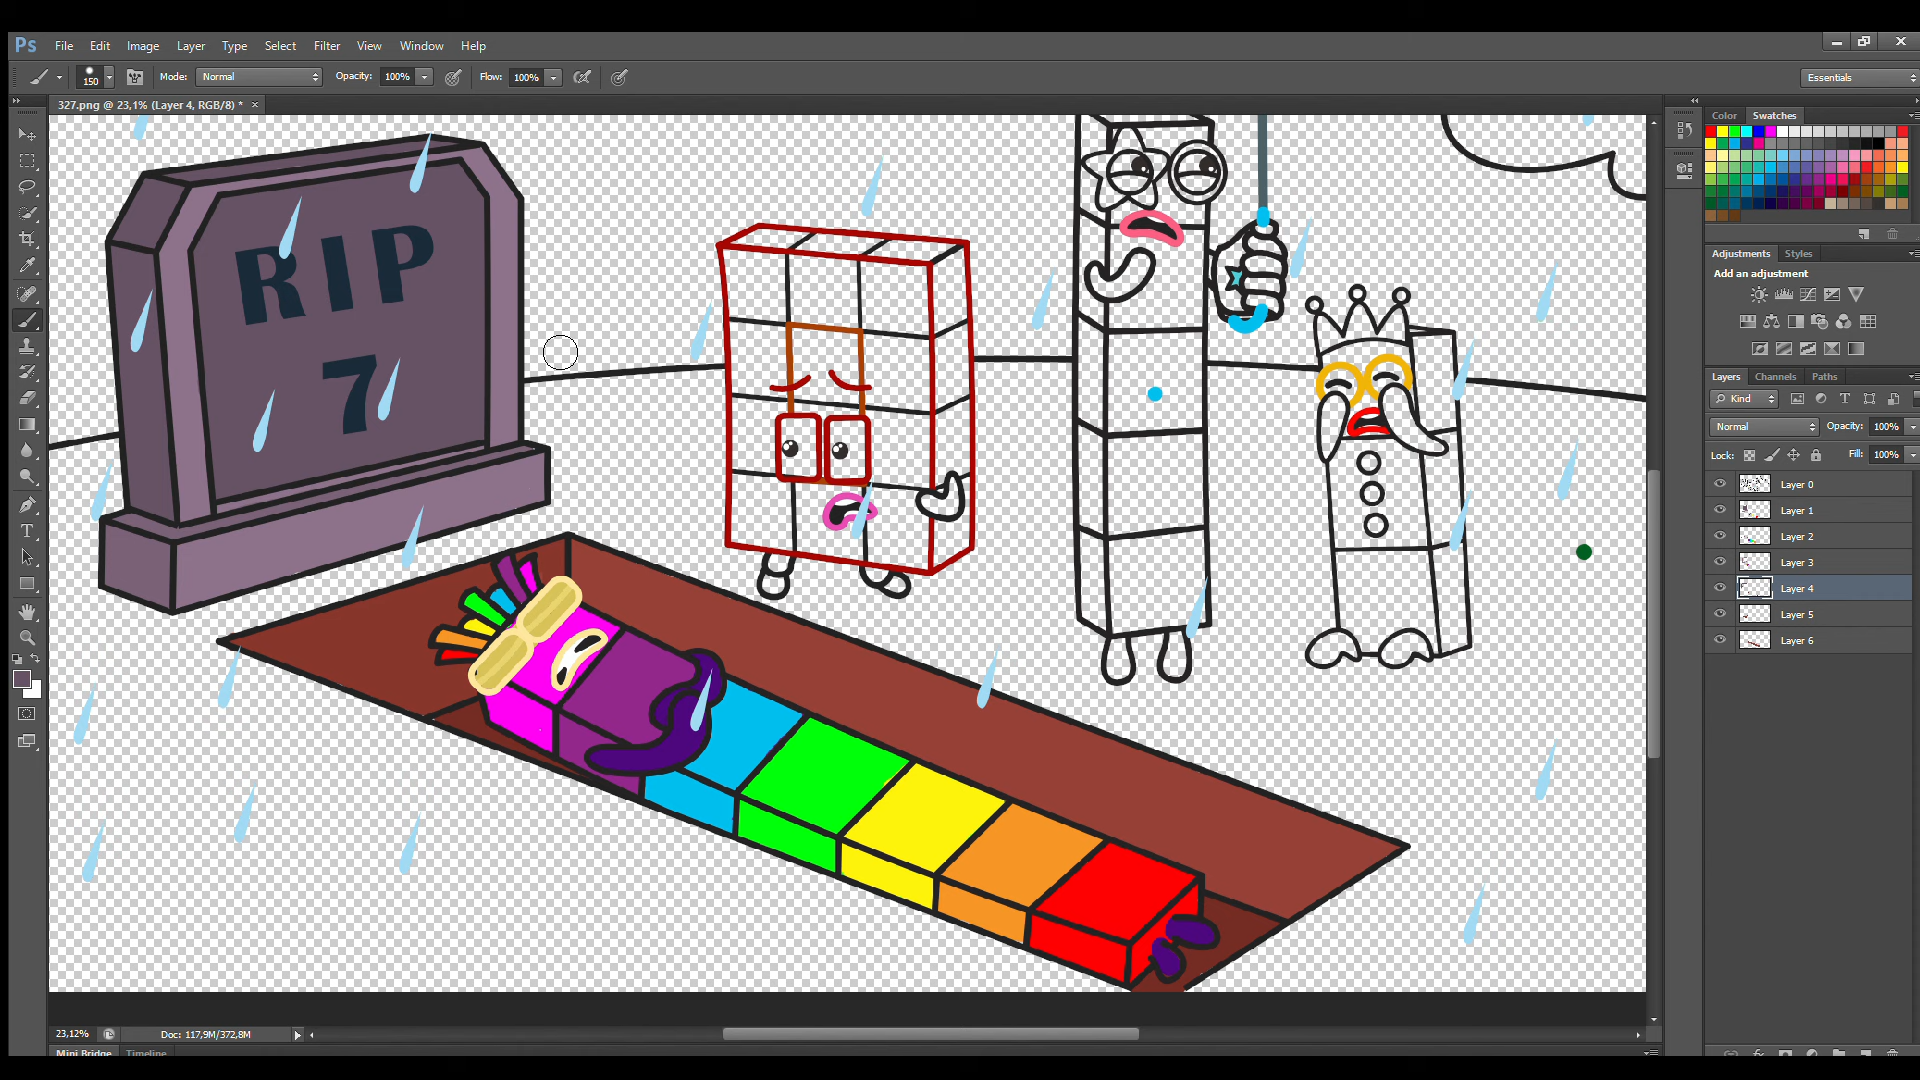 Ps File Edit Image Layer Type Select Filter View Window Help
150 Mode: Normal Opacity: 100% Flow: 100% Essentials
327.png @ 23,1% (Layer 4, RGB/8) * ×
Color Swatches
RIP
7
Adjustments Styles
Add an adjustment
Layers Channels Paths
Kind
Normal Opacity: 100%
Lock: Fill: 100%
Layer 0
Layer 1
Layer 2
Layer 3
Layer 4
Layer 5
Layer 6
23,12% Doc: 117,9M/372,8M
Mini Bridge Timeline